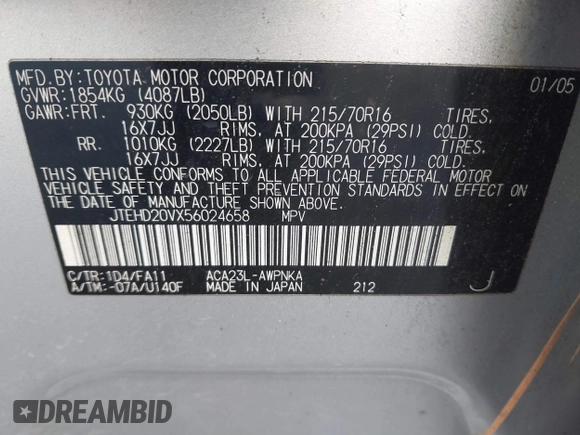 MFD.BY:TOYOTA MOTOR CORPORATION 01/05
GVWR:1854KG (4087LB)
GAWR:FRT. 930KG (2050LB) WITH 215/70R16 TIRES,
16X7JJ RIMS, AT 200KPA (29PSI) COLD.
RR. 1010KG (2227LB) WITH 215/70R16 TIRES,
16X7JJ RIMS, AT 200KPA (29PSI) COLD.
THIS VEHICLE CONFORMS TO ALL APPLICABLE FEDERAL MOTOR
VEHICLE SAFETY AND THEFT PREVENTION STANDARDS IN EFFECT ON
THE DATE OF MANUFACTURE SHOWN ABOVE.
JTEHD20VX56024658 MPV
C/TR:1D4/FA11 ACA23L-AWPNKA
A/TM:-07A/U140F MADE IN JAPAN 212 J
DREAMBID